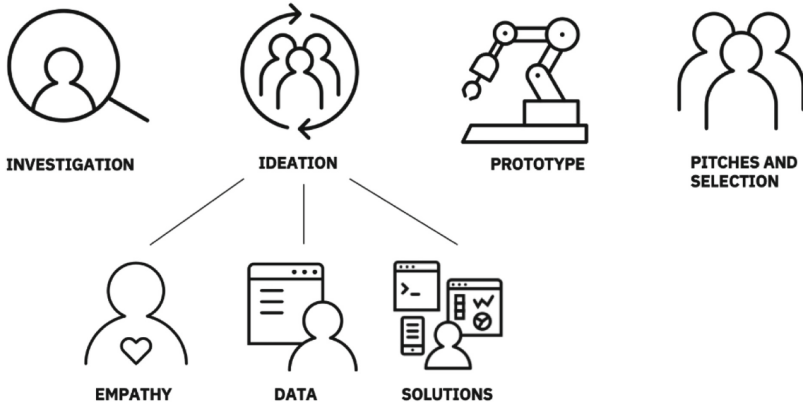 INVESTIGATION
IDEATION
PROTOTYPE
PITCHES AND
SELECTION
EMPATHY
DATA
SOLUTIONS